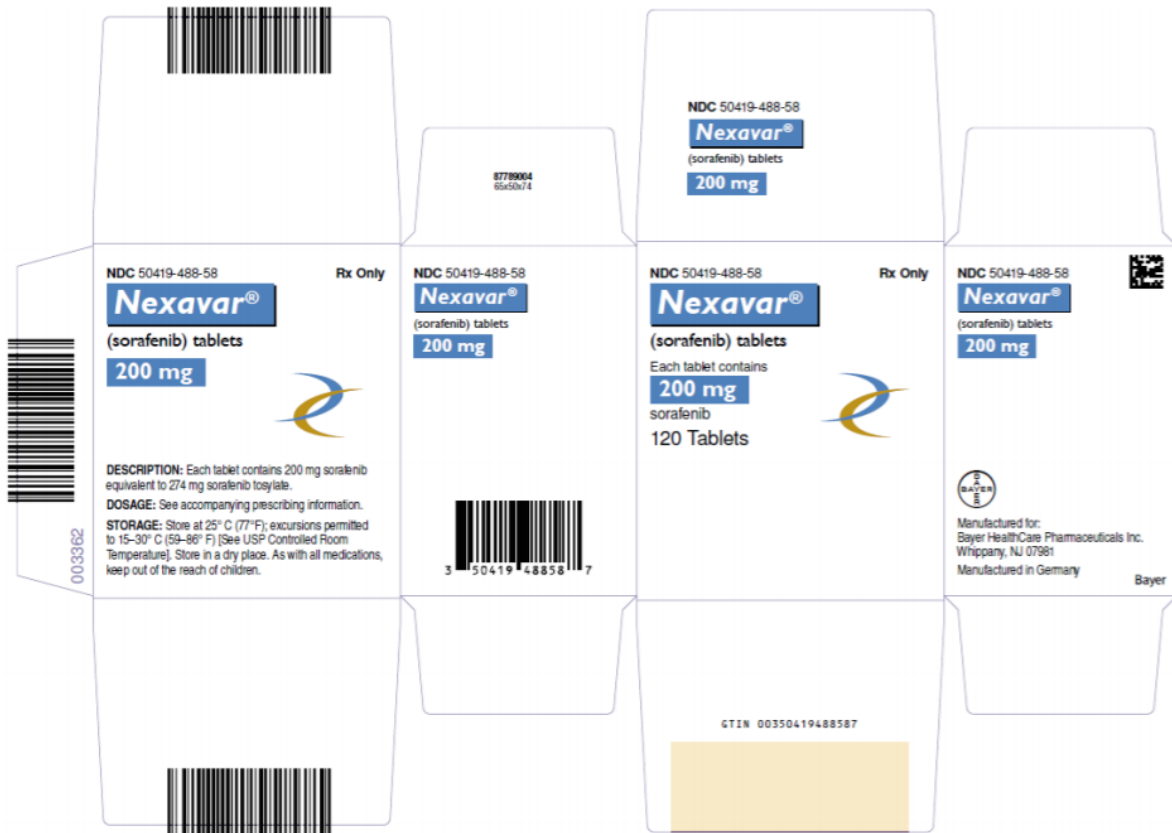 NDC 50419-488-58
Nexavar®
(sorafenib) tablets
200 mg
87789004
65x50x74
NDC 50419-488-58 Rx Only
Nexavar®
(sorafenib) tablets
200 mg
DESCRIPTION: Each tablet contains 200 mg sorafenib
equivalent to 274 mg sorafenib tosylate.
DOSAGE: See accompanying prescribing information.
STORAGE: Store at 25° C (77°F); excursions permitted
to 15–30° C (59–86° F) [See USP Controlled Room
Temperature]. Store in a dry place. As with all medications,
keep out of the reach of children.
003362
NDC 50419-488-58
Nexavar®
(sorafenib) tablets
200 mg
3 50419 48858 7
NDC 50419-488-58 Rx Only
Nexavar®
(sorafenib) tablets
Each tablet contains
200 mg
sorafenib
120 Tablets
NDC 50419-488-58
Nexavar®
(sorafenib) tablets
200 mg
BAYER
BAYER
Manufactured for:
Bayer HealthCare Pharmaceuticals Inc.
Whippany, NJ 07981
Manufactured in Germany
Bayer
GTIN 00350419488587